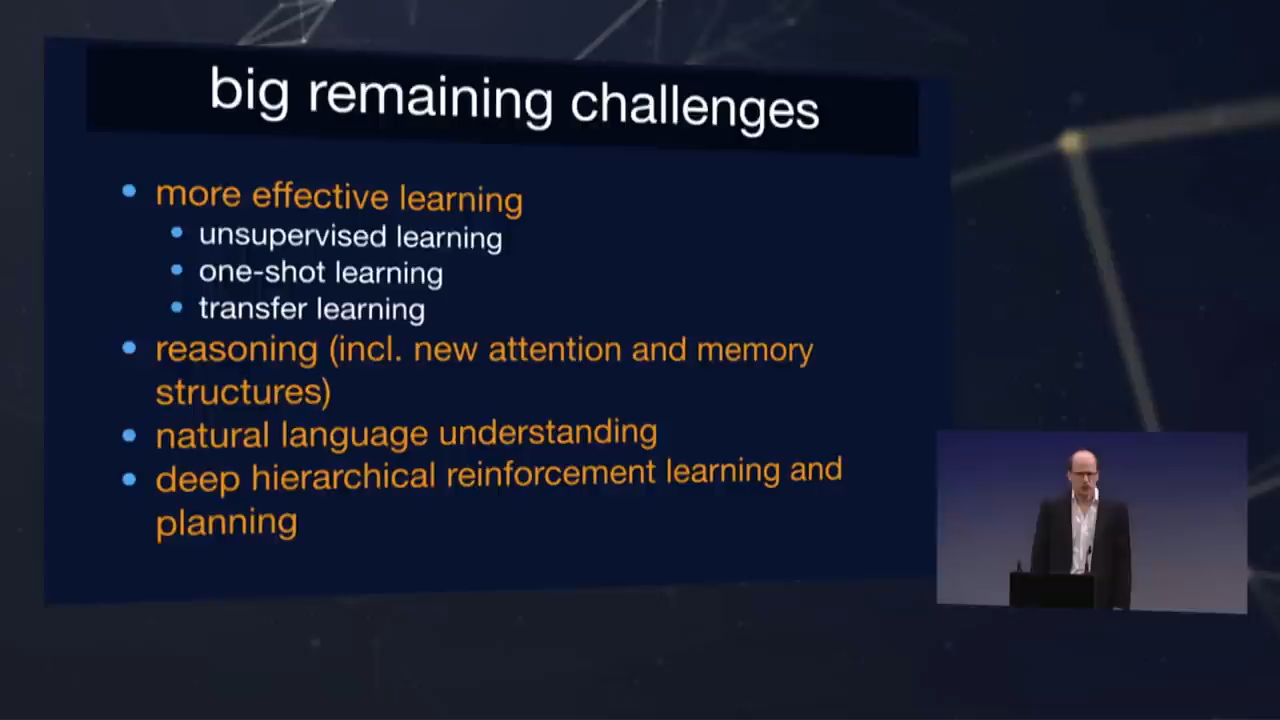 big remaining challenges
more effective learning
unsupervised learning
one-shot learning
transfer learning
reasoning (incl. new attention and memory
structures)
natural language understanding
deep hierarchical reinforcement learning and
planning